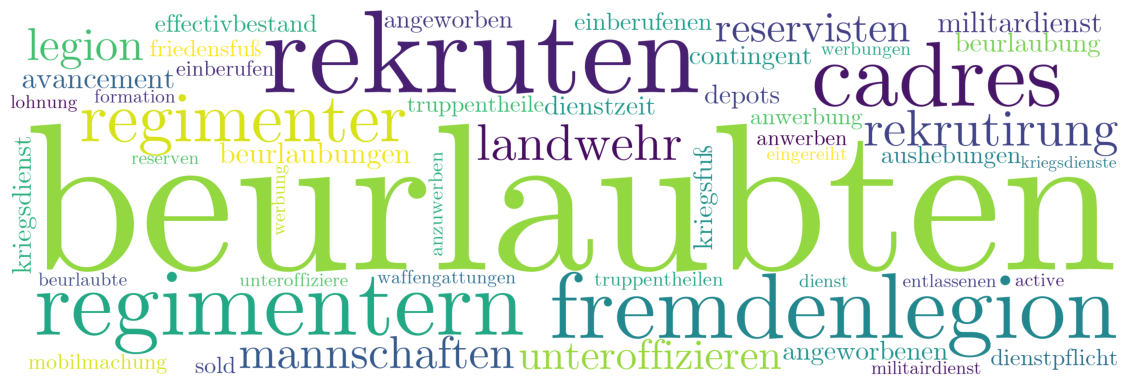 effectivbestand
angeworben
einberufenen
reservisten
militardienst
legion
friedensfuß
rekruten
contingent
werbungen
beurlaubung
avancement
einberufen
cadres
lohnung
formation
truppentheile
dienstzeit
depots
regimenter
landwehr
anwerbung
anwerben
rekrutirung
kriegsdienst
reserven
beurlaubungen
werbung
anzuwerben
kriegsfuß
eingereiht
aushebungen
kriegsdienste
beurlaubten
beurlaubte
unteroffiziere
waffengattungen
truppentheilen
dienst
entlassenen
active
regimentern
fremdenlegion
mobilmachung
sold
mannschaften
unteroffizieren
angeworbenen
militairdienst
dienstpflicht